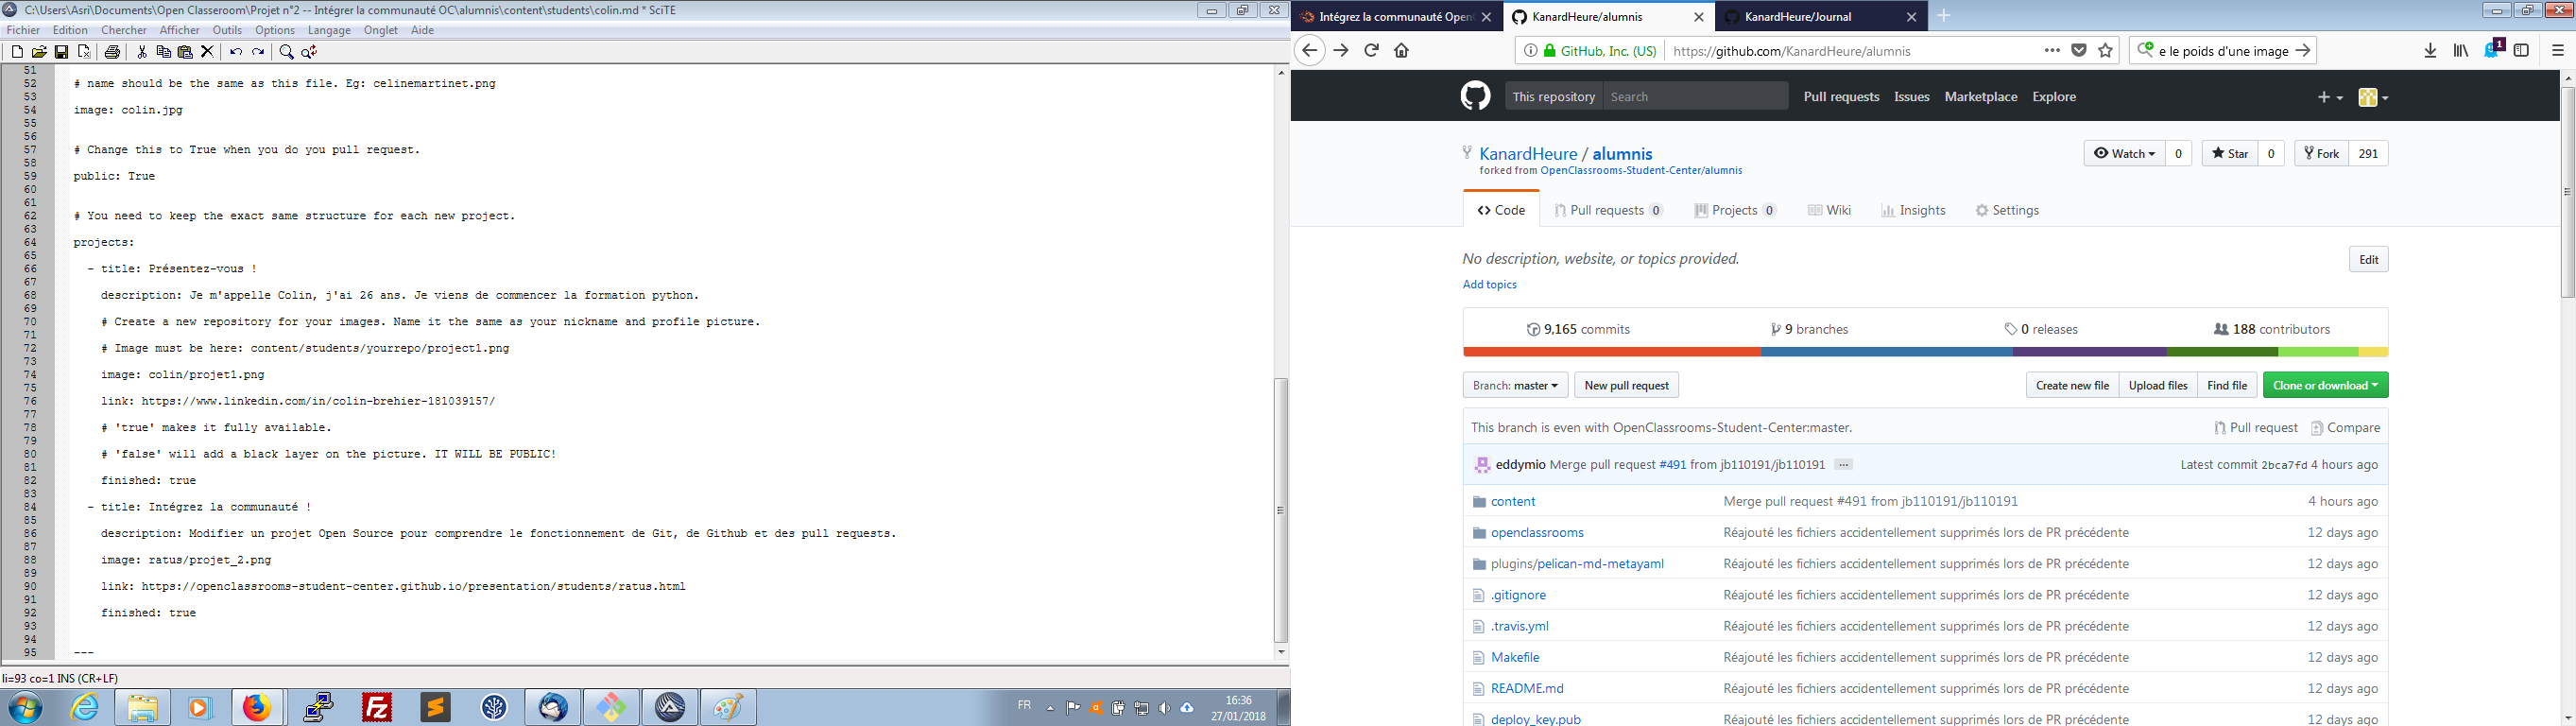 C:\Users\Asri\Documents\Open Classeroom\Projet n°2 -- Intégrer la communauté OC\alumnis\content\students\colin.md * SciTE
Fichier Edition Chercher Afficher Outils Options Langage Onglet Aide
51
52 # name should be the same as this file. Eg: celinemartinet.png
53
54 image: colin.jpg
55
56
57 # Change this to True when you do you pull request.
58
59 public: True
60
61
62 # You need to keep the exact same structure for each new project.
63
64 projects:
65
66 - title: Présentez-vous !
67
68 description: Je m'appelle Colin, j'ai 26 ans. Je viens de commencer la formation python.
69
70 # Create a new repository for your images. Name it the same as your nickname and profile picture.
71
72 # Image must be here: content/students/yourrepo/project1.png
73
74 image: colin/projet1.png
75
76 link: https://www.linkedin.com/in/colin-brehier-181039157/
77
78 # 'true' makes it fully available.
79
80 # 'false' will add a black layer on the picture. IT WILL BE PUBLIC!
81
82 finished: true
83
84 - title: Intégrez la communauté !
85
86 description: Modifier un projet Open Source pour comprendre le fonctionnement de Git, de Github et des pull requests.
87
88 image: ratus/projet_2.png
89
90 link: https://openclassrooms-student-center.github.io/presentation/students/ratus.html
91
92 finished: true
93
94
95 ---
li=93 co=1 INS (CR+LF)
FR
16:36
27/01/2018
Intégrez la communauté Open
KanardHeure/alumnis
KanardHeure/Journal
GitHub, Inc. (US) https://github.com/KanardHeure/alumnis
e le poids d'une image
1
This repository Search Pull requests Issues Marketplace Explore
KanardHeure / alumnis
forked from OpenClassrooms-Student-Center/alumnis
Watch 0 Star 0 Fork 291
Code Pull requests 0 Projects 0 Wiki Insights Settings
No description, website, or topics provided.
Edit
Add topics
9,165 commits 9 branches 0 releases 188 contributors
Branch: master New pull request Create new file Upload files Find file Clone or download
This branch is even with OpenClassrooms-Student-Center:master. Pull request Compare
eddymio Merge pull request #491 from jb110191/jb110191 ... Latest commit 2bca7fd 4 hours ago
content Merge pull request #491 from jb110191/jb110191 4 hours ago
openclassrooms Réajouté les fichiers accidentellement supprimés lors de PR précédente 12 days ago
plugins/pelican-md-metayaml Réajouté les fichiers accidentellement supprimés lors de PR précédente 12 days ago
.gitignore Réajouté les fichiers accidentellement supprimés lors de PR précédente 12 days ago
.travis.yml Réajouté les fichiers accidentellement supprimés lors de PR précédente 12 days ago
Makefile Réajouté les fichiers accidentellement supprimés lors de PR précédente 12 days ago
README.md Réajouté les fichiers accidentellement supprimés lors de PR précédente 12 days ago
deploy_key.pub Réajouté les fichiers accidentellement supprimés lors de PR précédente 12 days ago